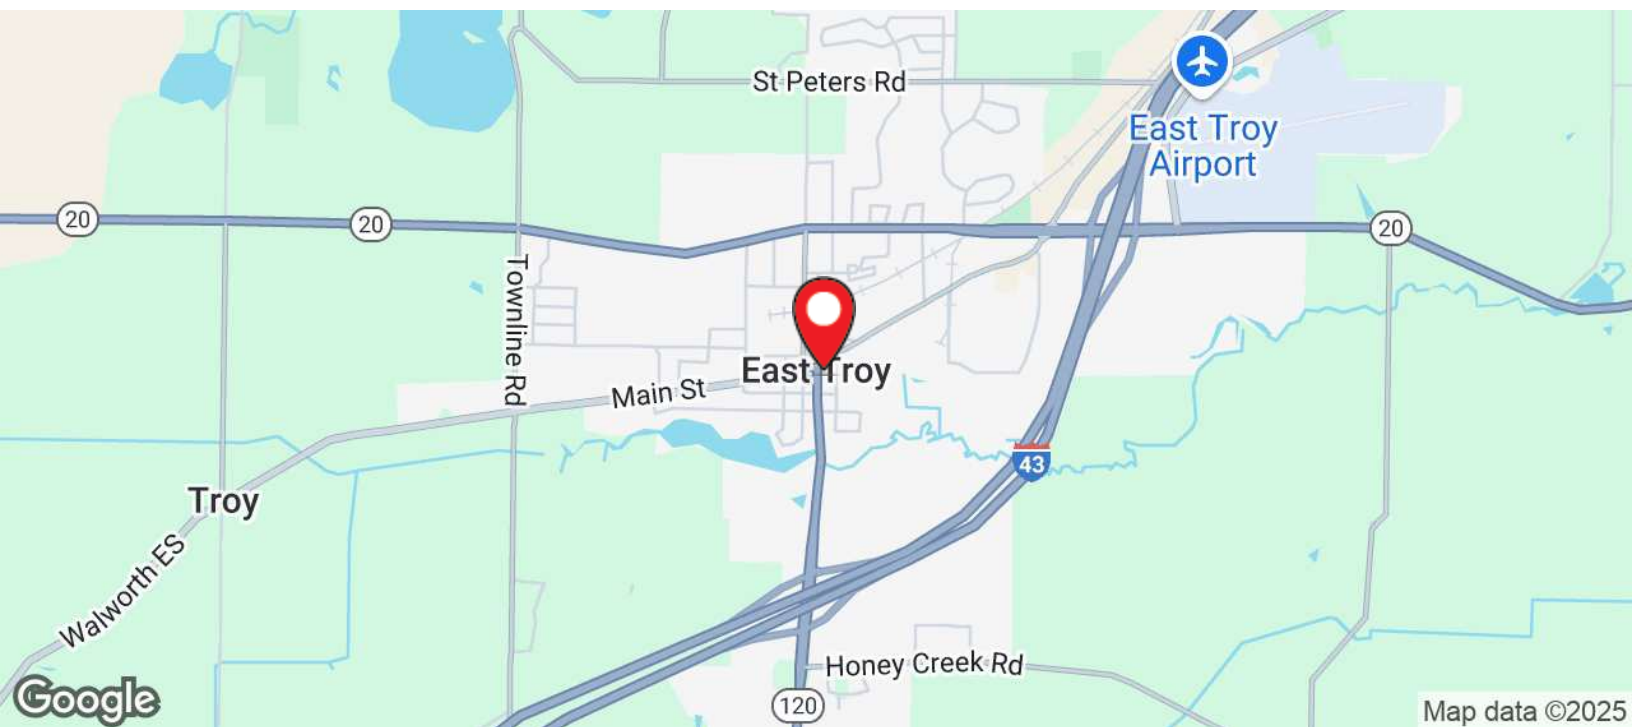 St Peters Rd
East Troy
Airport
20
20
20
Townline Rd
East Troy
Main St
43
Troy
Walworth ES
Honey Creek Rd
120
Google
Map data ©2025